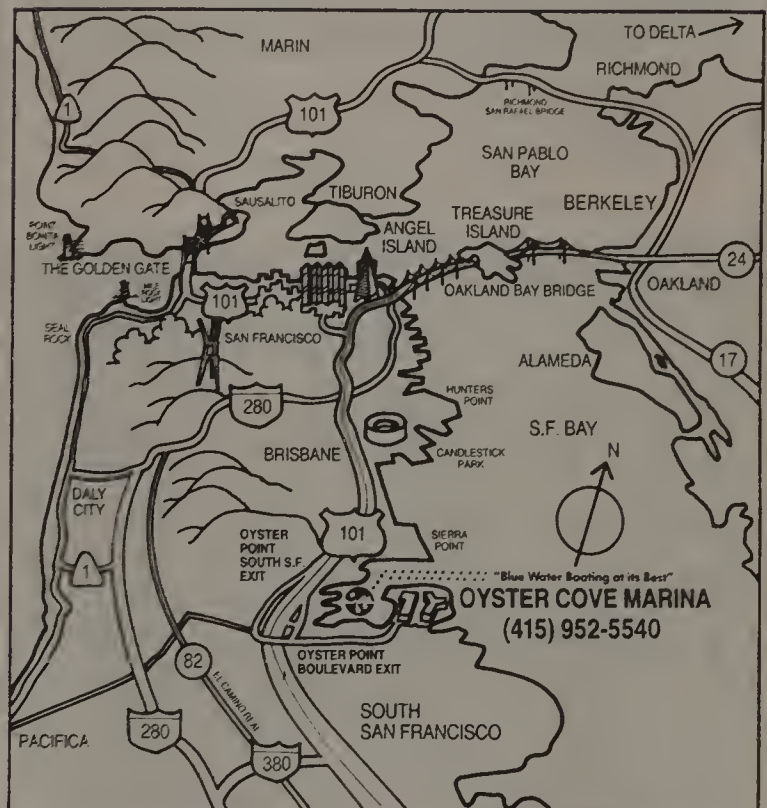 TO DELTA
MARIN
RICHMOND
1
101
RICHMOND
SAN RAFAEL BRIDGE
SAN PABLO
BAY
SAUSALITO
TIBURON
BERKELEY
TREASURE
ISLAND
ANGEL
ISLAND
POINT
BONITA
LIGHT
THE GOLDEN GATE
24
MILE
ROCK
LIGHT
101
OAKLAND BAY BRIDGE
OAKLAND
SEAL
ROCK
SAN FRANCISCO
ALAMEDA
17
HUNTERS
POINT
280
S.F. BAY
BRISBANE
CANDLESTICK
PARK
N
DALY
CITY
OYSTER
POINT
SOUTH S.F.
EXIT
101
SIERRA
POINT
1
"Blue Water Boating at its Best"
OYSTER COVE MARINA
(415) 952-5540
OYSTER POINT
BOULEVARD EXIT
82
EL CAMINO REAL
SOUTH
SAN FRANCISCO
PACIFICA
280
380